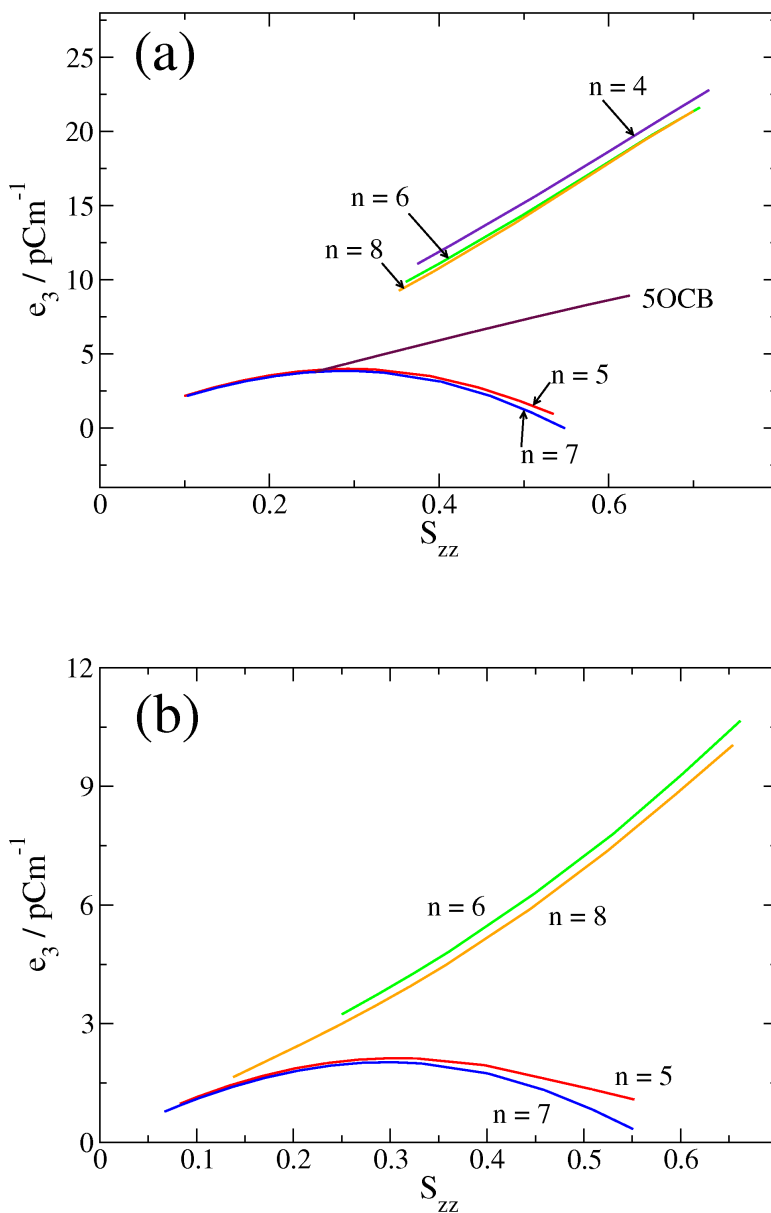 (a)
25
20
15
10
5
0
e₃ / pCm⁻¹
n = 4
n = 6
n = 8
5OCB
n = 5
n = 7
0
0.2
0.4
0.6
S_zz
(b)
12
9
6
3
0
e₃ / pCm⁻¹
n = 6
n = 8
n = 5
n = 7
0
0.1
0.2
0.3
0.4
0.5
0.6
S_zz